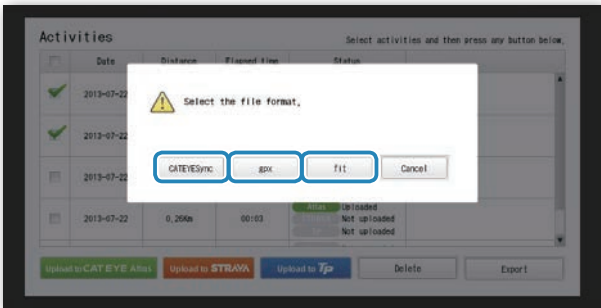 Activities
Select activities and then press any button below.
Date Distance Elapsed time Status
2013-07-22
Select the file format.
2013-07-22
CATEYESync gpx fit Cancel
2013-07-22
Atlas Uploaded
2013-07-22 0.26Km 00:03 Not uploaded
Not uploaded
Upload to CATEYE Atlas Upload to STRAVA Upload to TP Delete Export